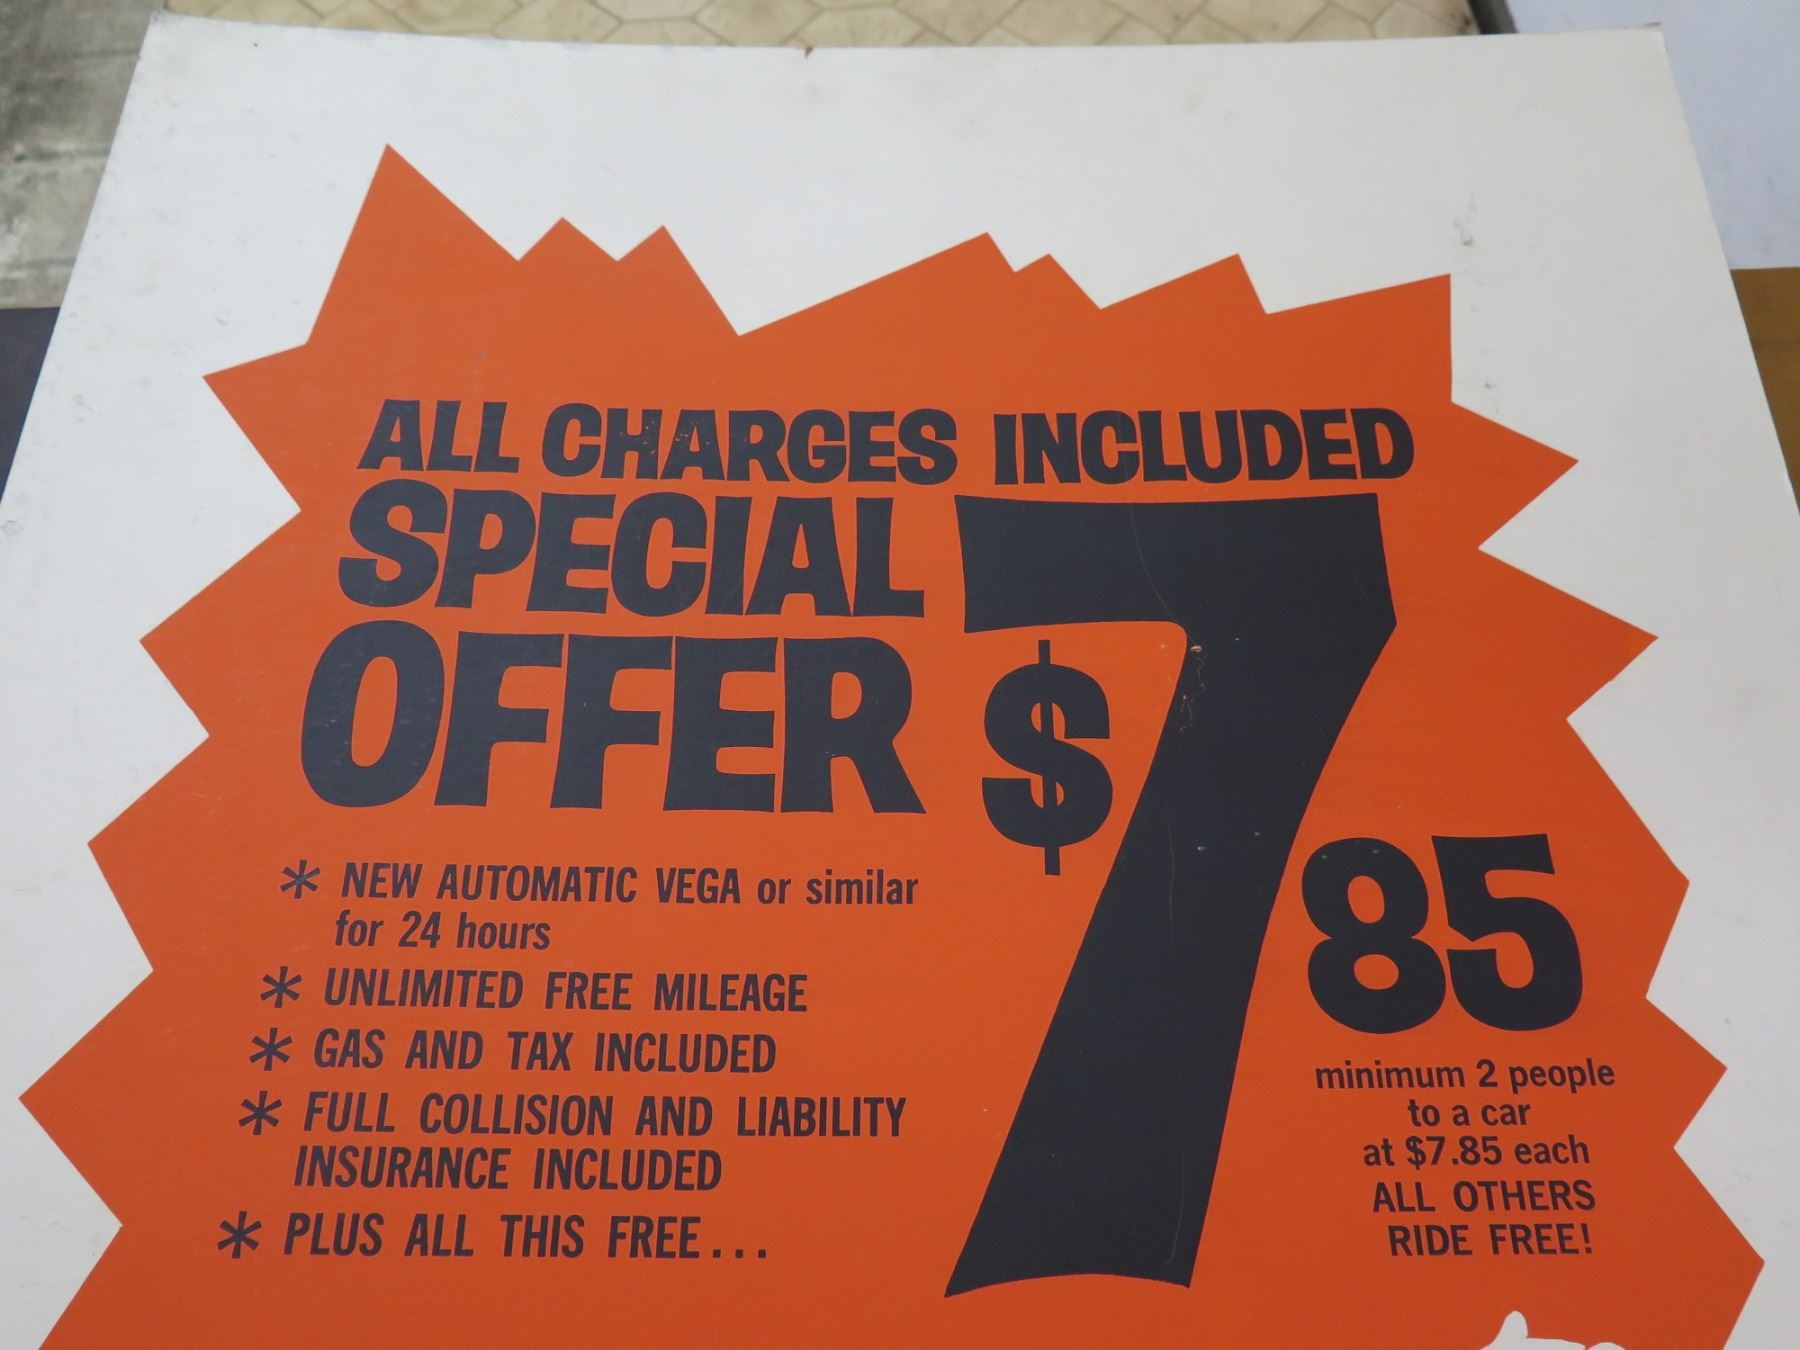 ALL CHARGES INCLUDED
SPECIAL
OFFER $7 85
* NEW AUTOMATIC VEGA or similar
for 24 hours
* UNLIMITED FREE MILEAGE
* GAS AND TAX INCLUDED
* FULL COLLISION AND LIABILITY
INSURANCE INCLUDED
* PLUS ALL THIS FREE...
minimum 2 people
to a car
at $7.85 each
ALL OTHERS
RIDE FREE!